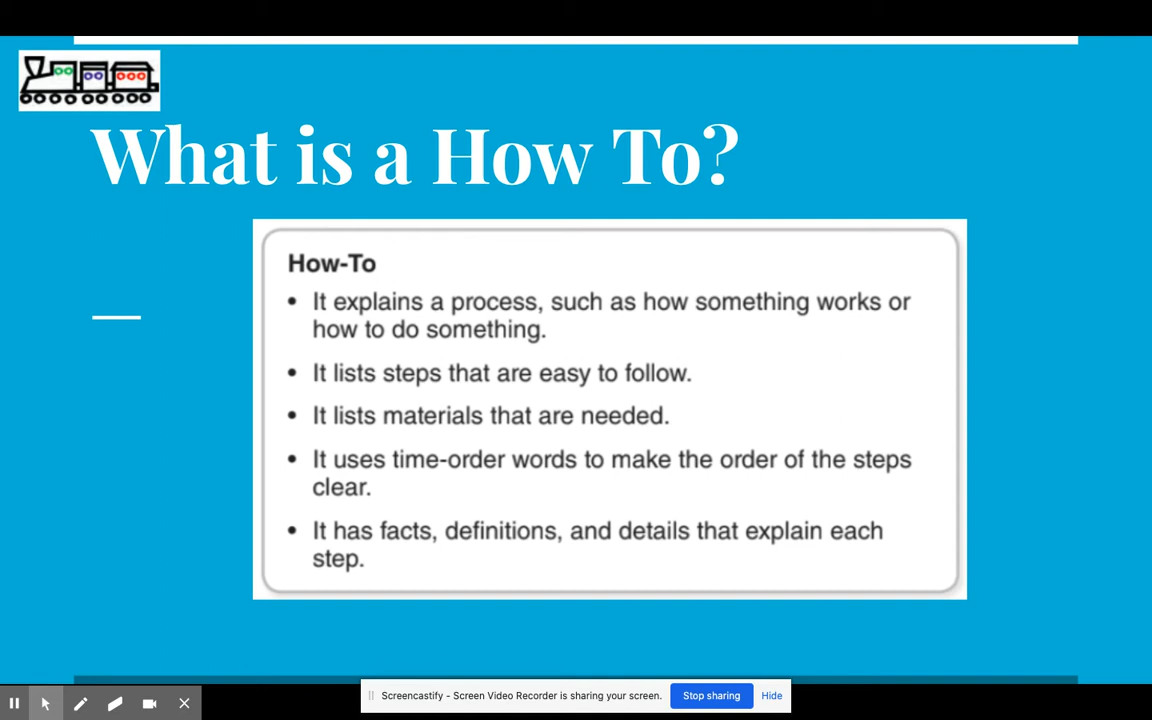 What is a How To?
How-To
• It explains a process, such as how something works or
how to do something.
• It lists steps that are easy to follow.
• It lists materials that are needed.
• It uses time-order words to make the order of the steps
clear.
• It has facts, definitions, and details that explain each
step.
Screencastify - Screen Video Recorder is sharing your screen. Stop sharing Hide